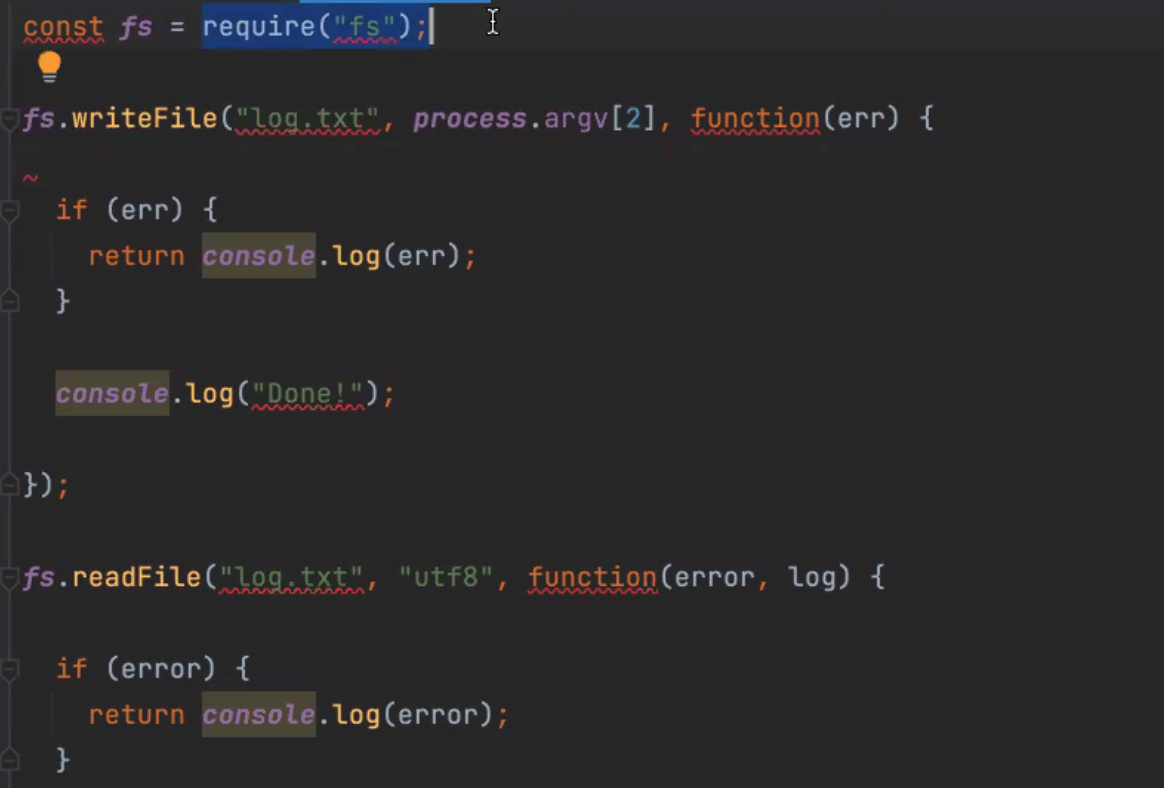 const fs = require("fs");
fs.writeFile("log.txt", process.argv[2], function(err) {
if (err) {
return console.log(err);
}
console.log("Done!");
});
fs.readFile("log.txt", "utf8", function(error, log) {
if (error) {
return console.log(error);
}